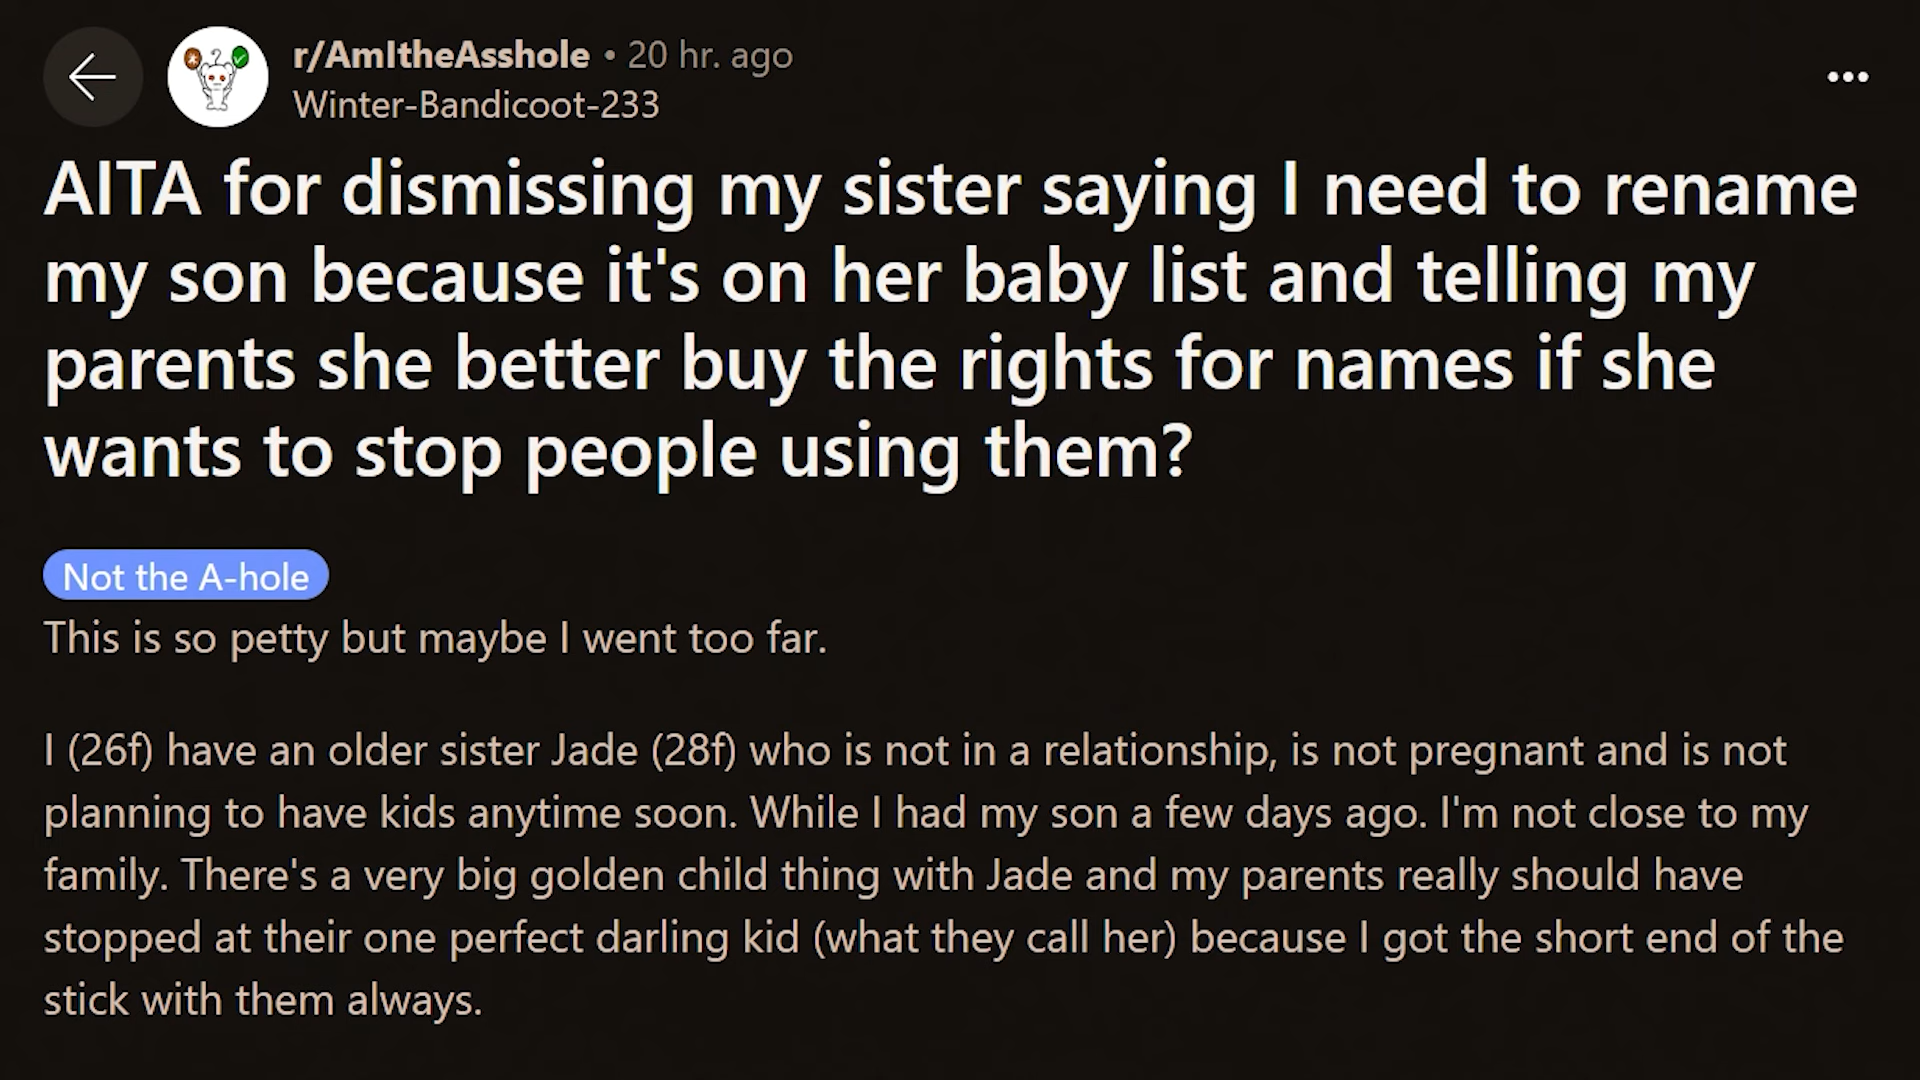 r/AmItheAsshole • 20 hr. ago
Winter-Bandicoot-233
AITA for dismissing my sister saying I need to rename
my son because it's on her baby list and telling my
parents she better buy the rights for names if she
wants to stop people using them?
Not the A-hole
This is so petty but maybe I went too far.
I (26f) have an older sister Jade (28f) who is not in a relationship, is not pregnant and is not
planning to have kids anytime soon. While I had my son a few days ago. I'm not close to my
family. There's a very big golden child thing with Jade and my parents really should have
stopped at their one perfect darling kid (what they call her) because I got the short end of the
stick with them always.